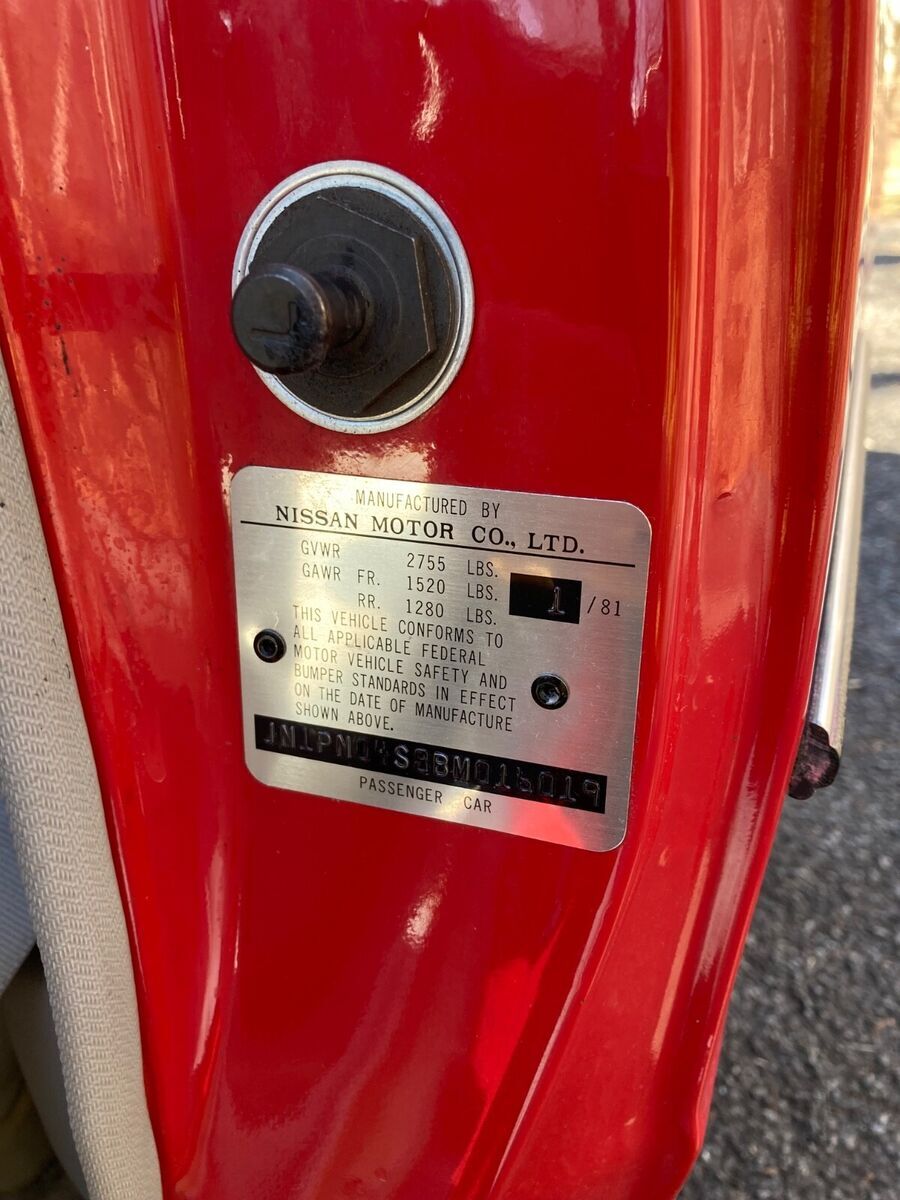 MANUFACTURED BY
NISSAN MOTOR CO., LTD.
GVWR 2755 LBS.
GAWR FR. 1520 LBS. 1 /81
RR. 1280 LBS.
THIS VEHICLE CONFORMS TO
ALL APPLICABLE FEDERAL
MOTOR VEHICLE SAFETY AND
BUMPER STANDARDS IN EFFECT
ON THE DATE OF MANUFACTURE
SHOWN ABOVE.
JN1PN04S8BM016019
PASSENGER CAR